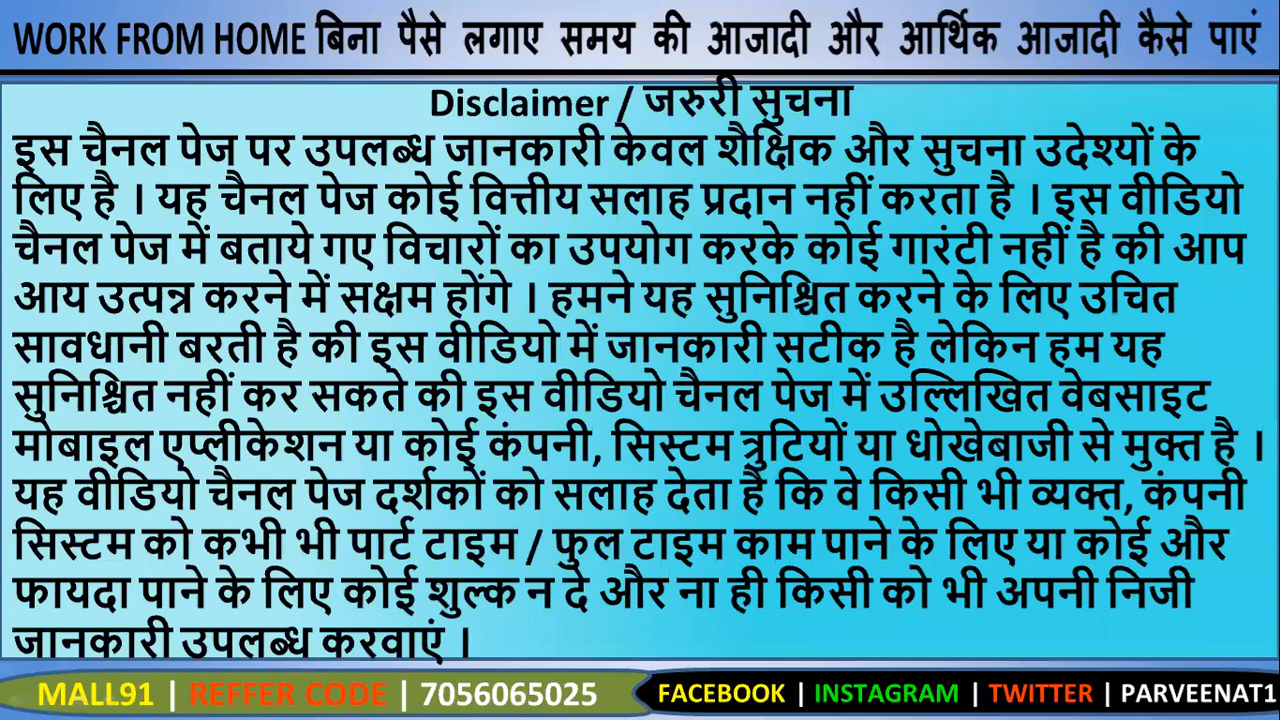 WORK FROM HOME बिना पैसे लगाए समय की आजादी और आर्थिक आजादी कैसे पाएं
Disclaimer / जरुरी सुचना
इस चैनल पेज पर उपलब्ध जानकारी केवल शैक्षिक और सुचना उदेश्यों के
लिए है । यह चैनल पेज कोई वित्तीय सलाह प्रदान नहीं करता है । इस वीडियो
चैनल पेज में बताये गए विचारों का उपयोग करके कोई गारंटी नहीं है की आप
आय उत्पन्न करने में सक्षम होंगे । हमने यह सुनिश्चित करने के लिए उचित
सावधानी बरती है की इस वीडियो में जानकारी सटीक है लेकिन हम यह
सुनिश्चित नहीं कर सकते की इस वीडियो चैनल पेज में उल्लिखित वेबसाइट
मोबाइल एप्लीकेशन या कोई कंपनी, सिस्टम त्रुटियों या धोखेबाजी से मुक्त है ।
यह वीडियो चैनल पेज दर्शकों को सलाह देता है कि वे किसी भी व्यक्त, कंपनी
सिस्टम को कभी भी पार्ट टाइम / फुल टाइम काम पाने के लिए या कोई और
फायदा पाने के लिए कोई शुल्क न दे और ना ही किसी को भी अपनी निजी
जानकारी उपलब्ध करवाएं ।
MALL91 | REFFER CODE | 7056065025 FACEBOOK | INSTAGRAM | TWITTER | PARVEENAT1